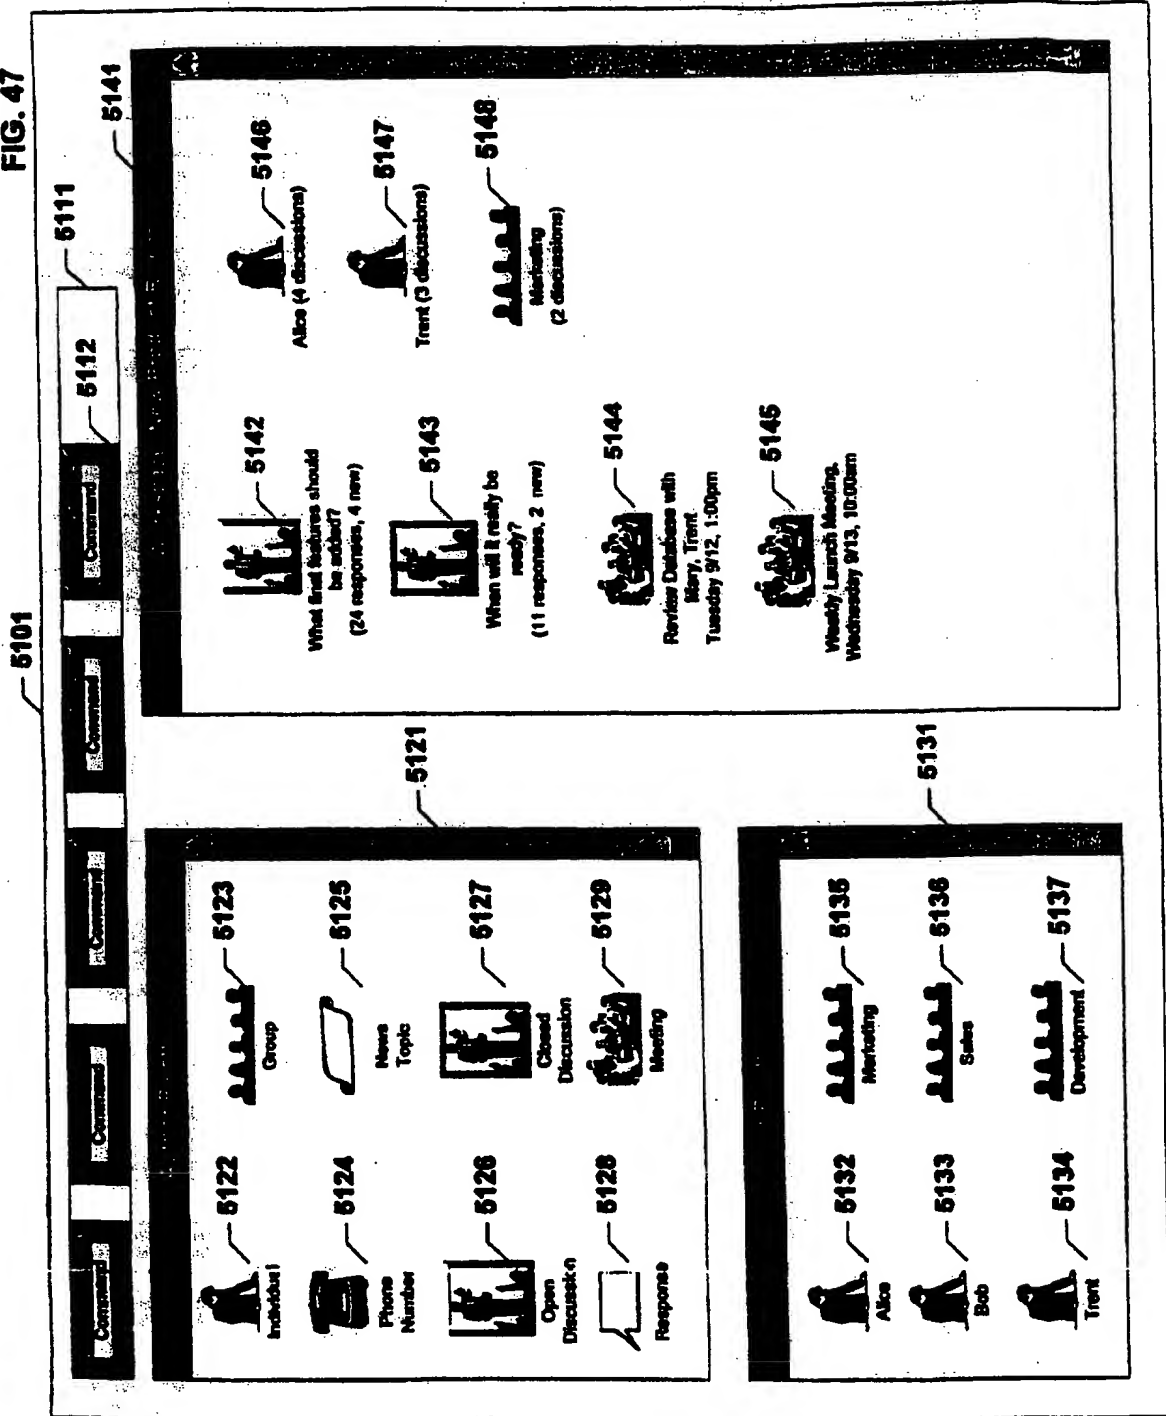 FIG. 47
5101
5111
5112
Command
Command
Command
Command
Command
5121
5122
Individual
5123
Group
5124
Phone
Number
5125
News
Topic
5126
Open
Discussion
5127
Closed
Discussion
5128
Response
5129
Meeting
5131
5132
Alice
5135
Marketing
5133
Bob
5136
Sales
5134
Trent
5137
Development
5141
5142
What final features should
be added?
(24 responses, 4 new)
5143
When will it really be
ready?
(11 responses, 2 new)
5144
Review Database with
Mary, Trent
Tuesday 9/12, 1:00pm
5145
Weekly Launch Meeting,
Wednesday 9/13, 10:00am
5146
Alice (4 discussions)
5147
Trent (3 discussions)
5148
Marketing
(2 discussions)